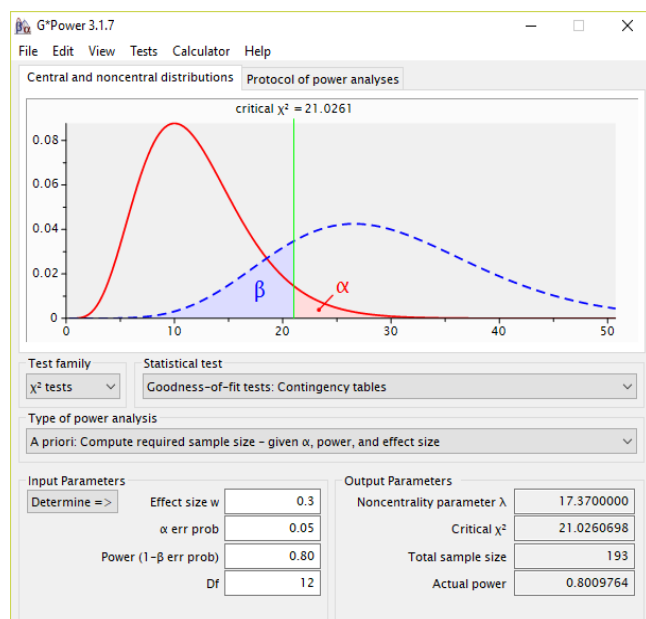 G*Power 3.1.7
File Edit View Tests Calculator Help
Central and noncentral distributions Protocol of power analyses
critical χ² = 21.0261
0.08
0.06
0.04
0.02
0
β
α
0 10 20 30 40 50
Test family Statistical test
χ² tests Goodness-of-fit tests: Contingency tables
Type of power analysis
A priori: Compute required sample size - given α, power, and effect size
Input Parameters Output Parameters
Determine => Effect size w 0.3 Noncentrality parameter λ 17.3700000
α err prob 0.05 Critical χ² 21.0260698
Power (1-β err prob) 0.80 Total sample size 193
Df 12 Actual power 0.8009764